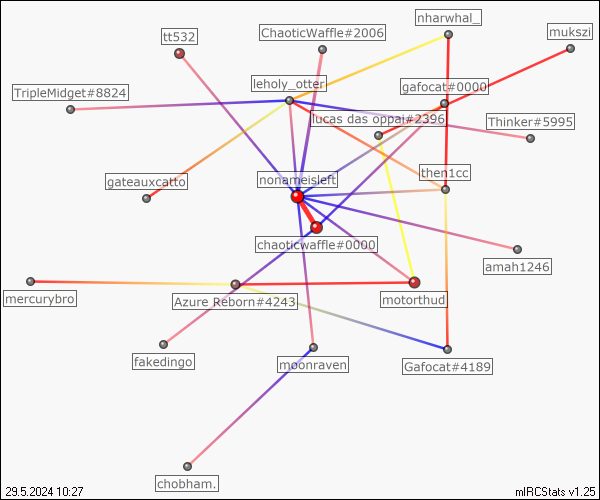 nharwhal_
tt532
ChaoticWaffle#2006
mukszi
TripleMidget#8824
leholy_otter
gafocat#0000
lucas das oppai#2396
Thinker#5995
gateauxcatto
nonameisleft
then1cc
chaoticwaffle#0000
amah1246
mercurybro
Azure Reborn#4243
motorthud
fakedingo
moonraven
Gafocat#4189
chobham.
29.5.2024 10:27
mIRCStats v1.25